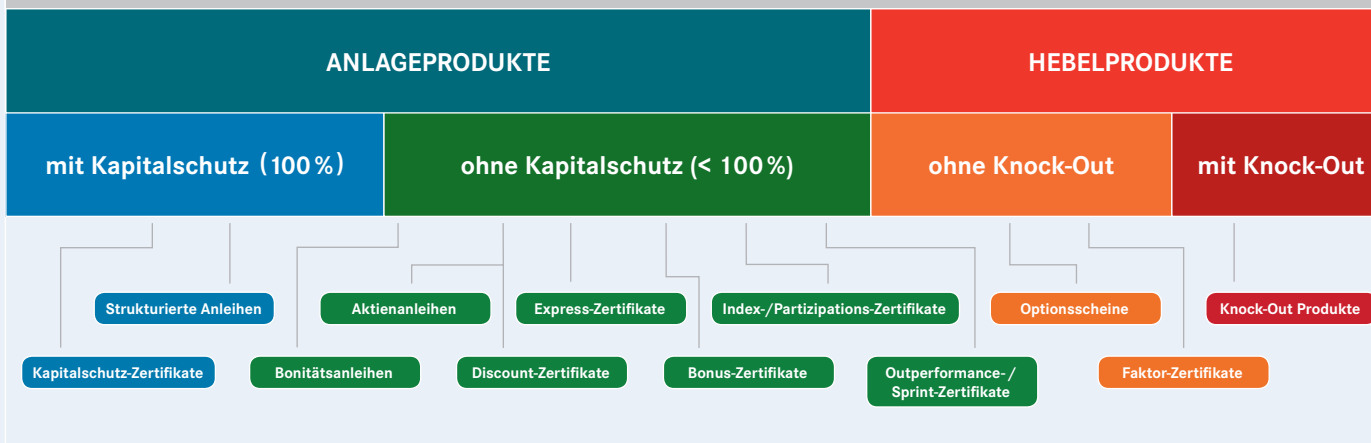 ANLAGEPRODUKTE
HEBELPRODUKTE
mit Kapitalschutz (100 %)
ohne Kapitalschutz (< 100 %)
ohne Knock-Out
mit Knock-Out
Strukturierte Anleihen
Aktienanleihen
Express-Zertifikate
Index-/Partizipations-Zertifikate
Optionsscheine
Knock-Out Produkte
Kapitalschutz-Zertifikate
Bonitätsanleihen
Discount-Zertifikate
Bonus-Zertifikate
Outperformance-/
Sprint-Zertifikate
Faktor-Zertifikate